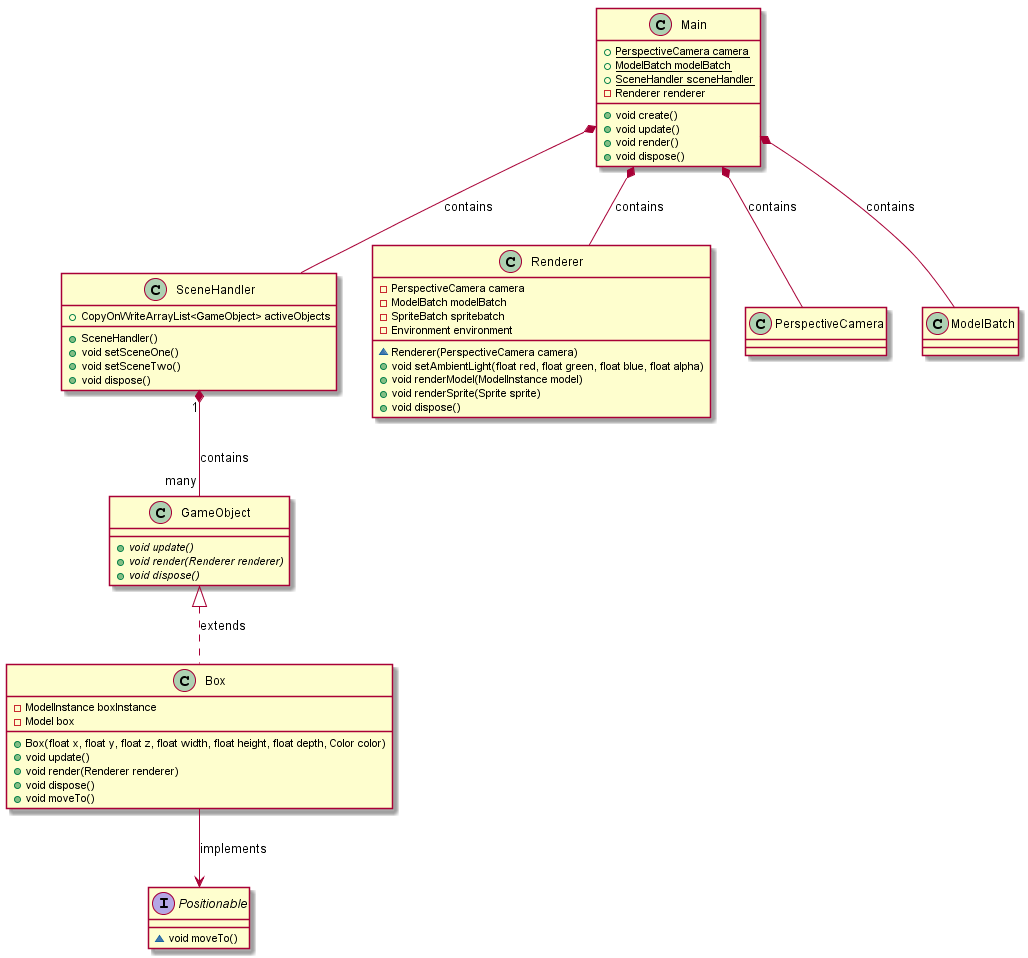 C Main
PerspectiveCamera camera
ModelBatch modelBatch
SceneHandler sceneHandler
Renderer renderer
void create()
void update()
void render()
void dispose()
contains
contains
contains
contains
C SceneHandler
CopyOnWriteArrayList<GameObject> activeObjects
SceneHandler()
void setSceneOne()
void setSceneTwo()
void dispose()
C Renderer
PerspectiveCamera camera
ModelBatch modelBatch
SpriteBatch spritebatch
Environment environment
Renderer(PerspectiveCamera camera)
void setAmbientLight(float red, float green, float blue, float alpha)
void renderModel(ModelInstance model)
void renderSprite(Sprite sprite)
void dispose()
C PerspectiveCamera
C ModelBatch
1
contains
many
C GameObject
void update()
void render(Renderer renderer)
void dispose()
extends
C Box
ModelInstance boxInstance
Model box
Box(float x, float y, float z, float width, float height, float depth, Color color)
void update()
void render(Renderer renderer)
void dispose()
void moveTo()
implements
I Positionable
void moveTo()